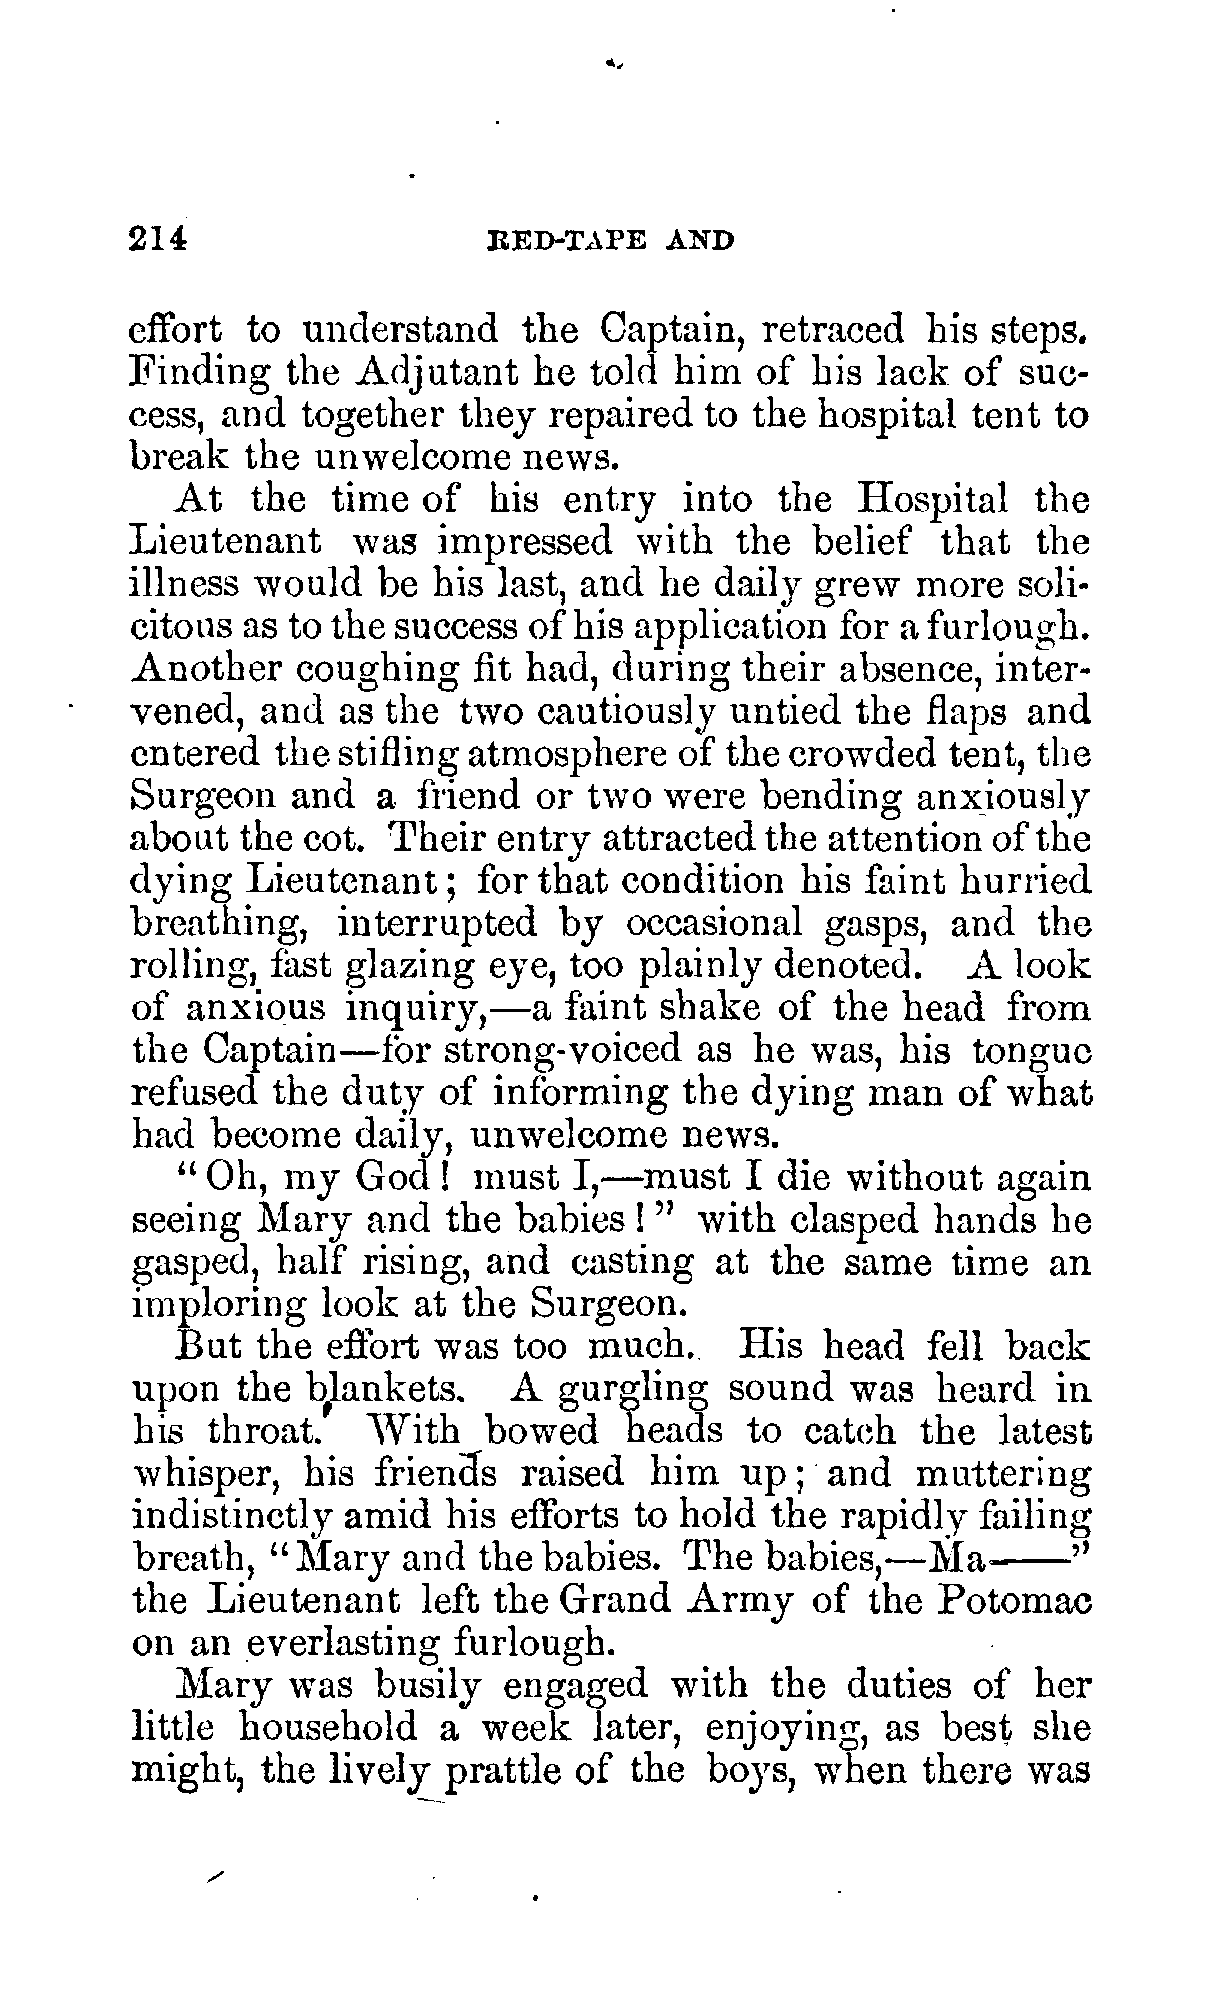 214 RED-TAPE AND
effort to understand the Captain, retraced his steps.
Finding the Adjutant he told him of his lack of suc-
cess, and together they repaired to the hospital tent to
break the unwelcome news.
At the time of his entry into the Hospital the
Lieutenant was impressed with the belief that the
illness would be his last, and he daily grew more soli-
citous as to the success of his application for a furlough.
Another coughing fit had, during their absence, inter-
vened, and as the two cautiously untied the flaps and
entered the stifling atmosphere of the crowded tent, the
Surgeon and a friend or two were bending anxiously
about the cot. Their entry attracted the attention of the
dying Lieutenant; for that condition his faint hurried
breathing, interrupted by occasional gasps, and the
rolling, fast glazing eye, too plainly denoted. A look
of anxious inquiry,—a faint shake of the head from
the Captain—for strong-voiced as he was, his tongue
refused the duty of informing the dying man of what
had become daily, unwelcome news.
"Oh, my God! must I,—must I die without again
seeing Mary and the babies!" with clasped hands he
gasped, half rising, and casting at the same time an
imploring look at the Surgeon.
But the effort was too much. His head fell back
upon the blankets. A gurgling sound was heard in
his throat. With bowed heads to catch the latest
whisper, his friends raised him up; and muttering
indistinctly amid his efforts to hold the rapidly failing
breath, "Mary and the babies. The babies,—Ma——"
the Lieutenant left the Grand Army of the Potomac
on an everlasting furlough.
Mary was busily engaged with the duties of her
little household a week later, enjoying, as best she
might, the lively prattle of the boys, when there was